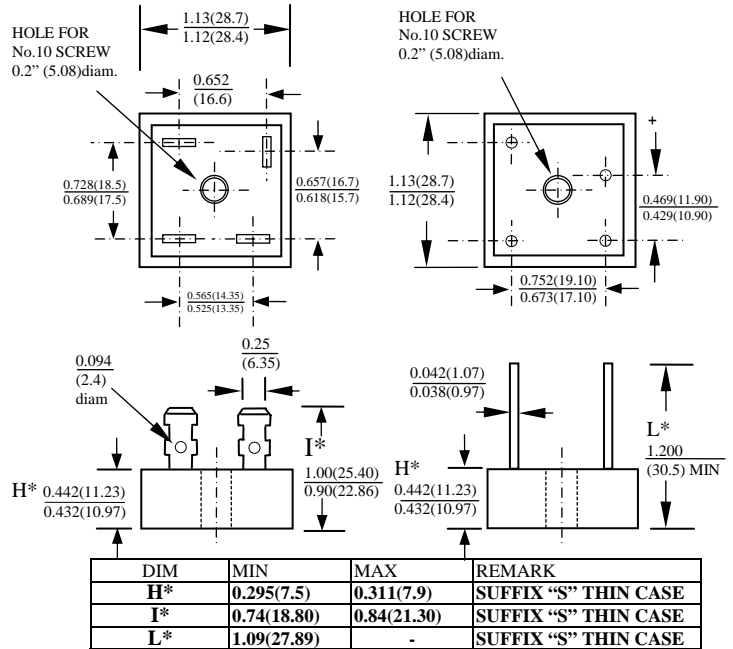 HOLE FOR
No.10 SCREW
0.2” (5.08)diam.
1.13(28.7)
1.12(28.4)
0.652
(16.6)
0.728(18.5)
0.689(17.5)
0.657(16.7)
0.618(15.7)
0.565(14.35)
0.525(13.35)
HOLE FOR
No.10 SCREW
0.2” (5.08)diam.
+
1.13(28.7)
1.12(28.4)
0.469(11.90)
0.429(10.90)
0.752(19.10)
0.673(17.10)
0.094
(2.4)
diam
0.25
(6.35)
I*
1.00(25.40)
0.90(22.86)
H* 0.442(11.23)
0.432(10.97)
0.042(1.07)
0.038(0.97)
H*
0.442(11.23)
0.432(10.97)
L*
1.200
(30.5) MIN
DIM MIN MAX REMARK
H* 0.295(7.5) 0.311(7.9) SUFFIX “S” THIN CASE
I* 0.74(18.80) 0.84(21.30) SUFFIX “S” THIN CASE
L* 1.09(27.89) - SUFFIX “S” THIN CASE